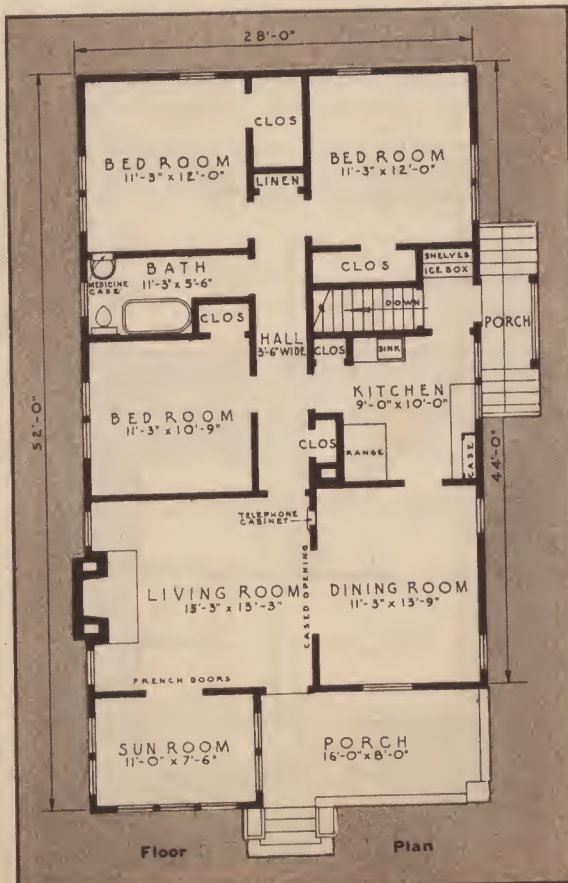 28'-0"
CLOS
BED ROOM
11'-3" x 12'-0"
BED ROOM
11'-3" x 12'-0"
LINEN
BATH
11'-3" x 5'-6"
MEDICINE
CASE
CLOS
SHELVES
ICE BOX
CLOS
DOWN
PORCH
HALL
3'-6" WIDE
CLOS
SINK
KITCHEN
9'-0" x 10'-0"
BED ROOM
11'-3" x 10'-9"
CLOS
RANGE
CASE
52'-0"
44'-0"
TELEPHONE
CABINET
LIVING ROOM
15'-3" x 15'-3"
CASED OPENING
DINING ROOM
11'-3" x 13'-9"
FRENCH DOORS
SUN ROOM
11'-0" x 7'-6"
PORCH
16'-0" x 8'-0"
Floor Plan